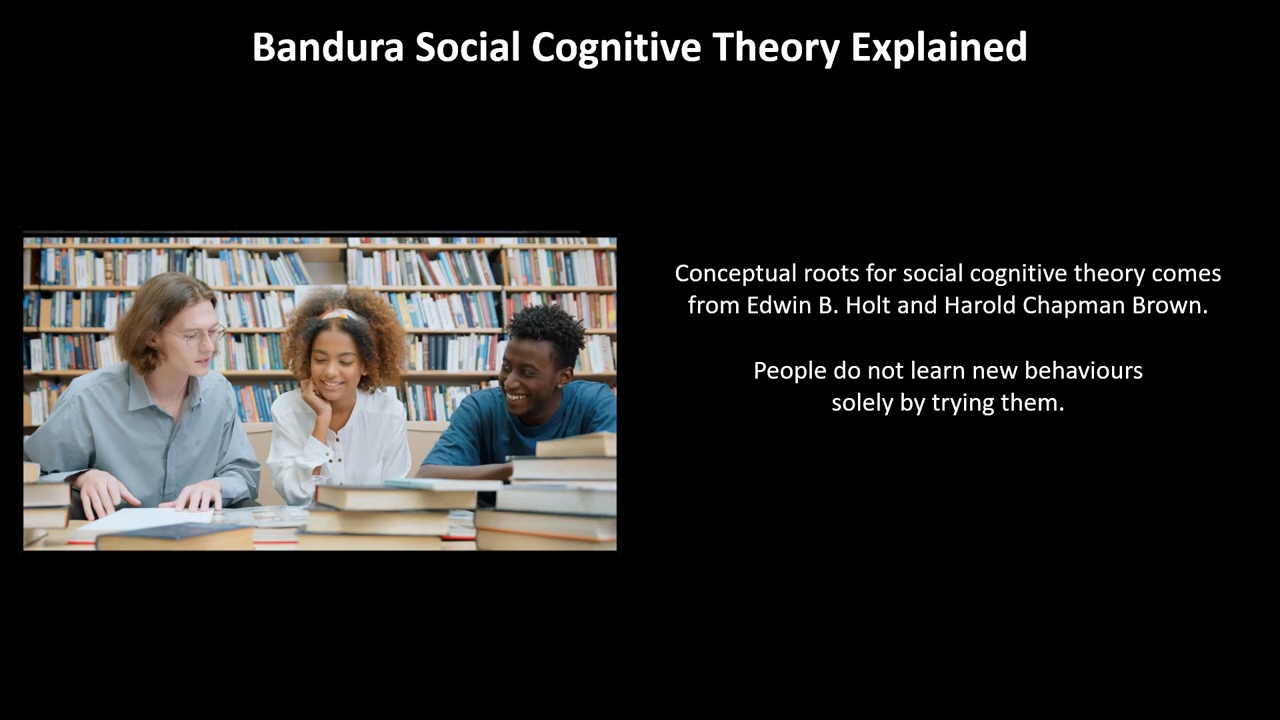 Bandura Social Cognitive Theory Explained
Conceptual roots for social cognitive theory comes
from Edwin B. Holt and Harold Chapman Brown.
People do not learn new behaviours
solely by trying them.